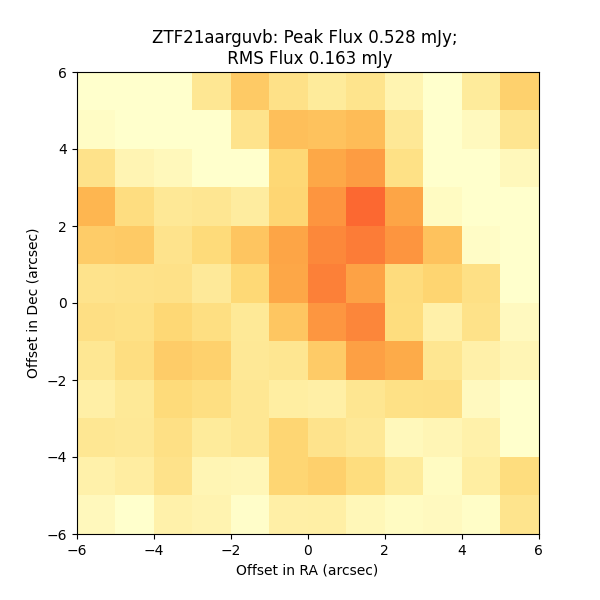 ZTF21aarguvb: Peak Flux 0.528 mJy;
RMS Flux 0.163 mJy
6
4
2
0
−2
−4
−6
Offset in Dec (arcsec)
−6 −4 −2 0 2 4 6
Offset in RA (arcsec)